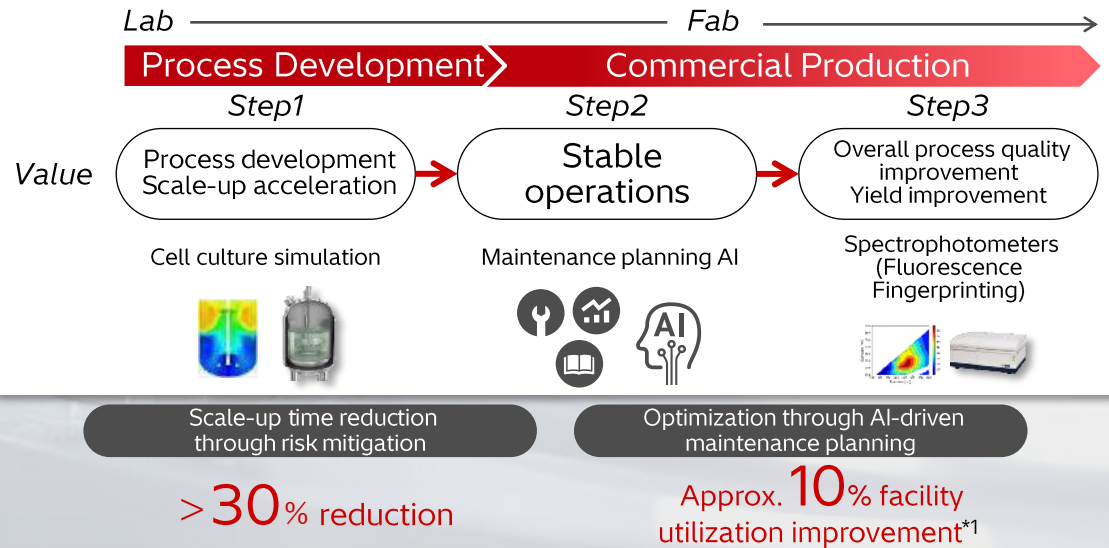 Lab
Fab
Process Development
Commercial Production
Step1
Step2
Step3
Value
Process development
Scale-up acceleration
Stable
operations
Overall process quality
improvement
Yield improvement
Cell culture simulation
Maintenance planning AI
Spectrophotometers
(Fluorescence
Fingerprinting)
AI
Scale-up time reduction
through risk mitigation
Optimization through AI-driven
maintenance planning
>30% reduction
Approx. 10% facility
utilization improvement*1